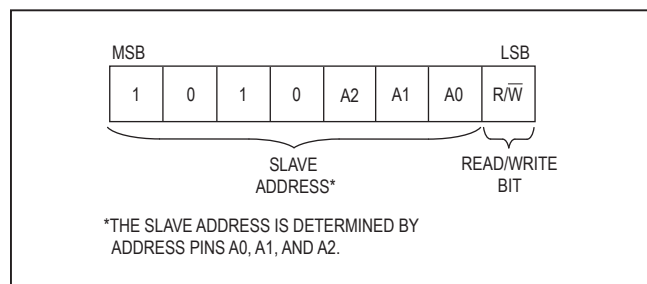 MSB LSB
1 0 1 0 A2 A1 A0 R/W̅
SLAVE READ/WRITE
ADDRESS* BIT
*THE SLAVE ADDRESS IS DETERMINED BY
ADDRESS PINS A0, A1, AND A2.